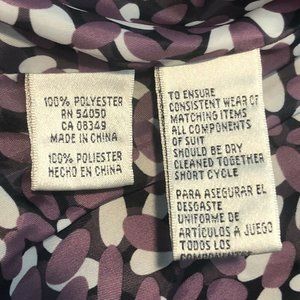 100% POLYESTER
RN 54050
CA 08349
MADE IN CHINA
100% POLIESTER
HECHO EN CHINA
TO ENSURE
CONSISTENT WEAR OF
MATCHING ITEMS
ALL COMPONENTS
OF SUIT
SHOULD BE DRY
CLEANED TOGETHER
SHORT CYCLE
PARA ASEGURAR EL
DESGASTE
UNIFORME DE
ARTÍCULOS A JUEGO
TODOS LOS
COMPONENTES